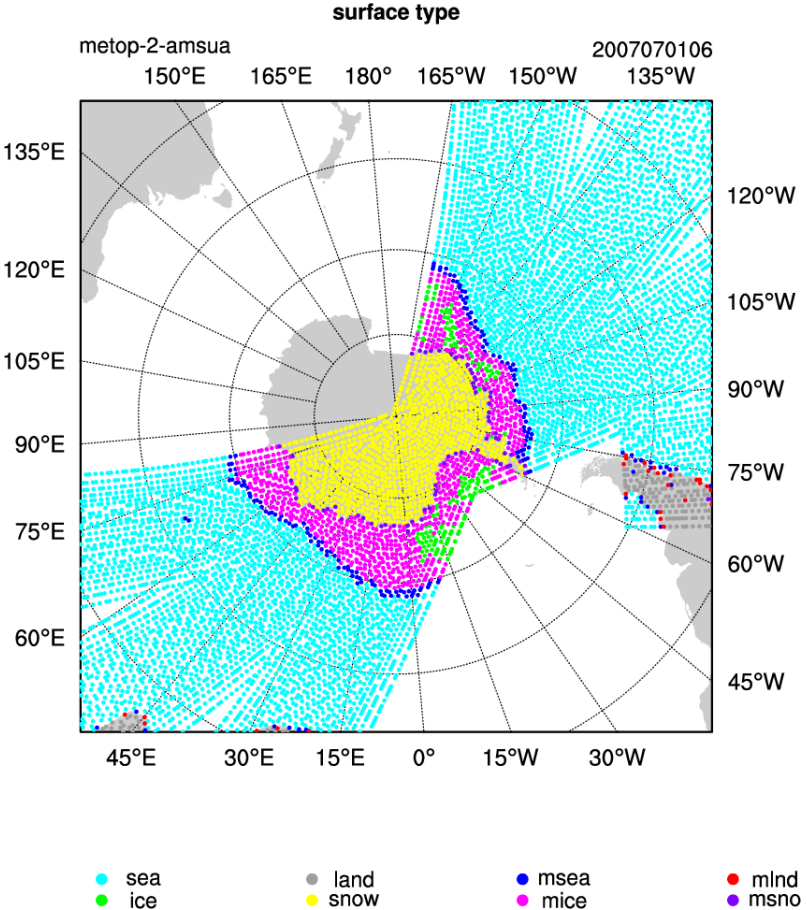 surface type
metop-2-amsua 2007070106
150°E 165°E 180° 165°W 150°W 135°W
135°E
120°W
120°E
105°W
105°E
90°W
90°E
75°W
75°E
60°W
60°E
45°W
45°E 30°E 15°E 0° 15°W 30°W
sea land msea mlnd
ice snow mice msno